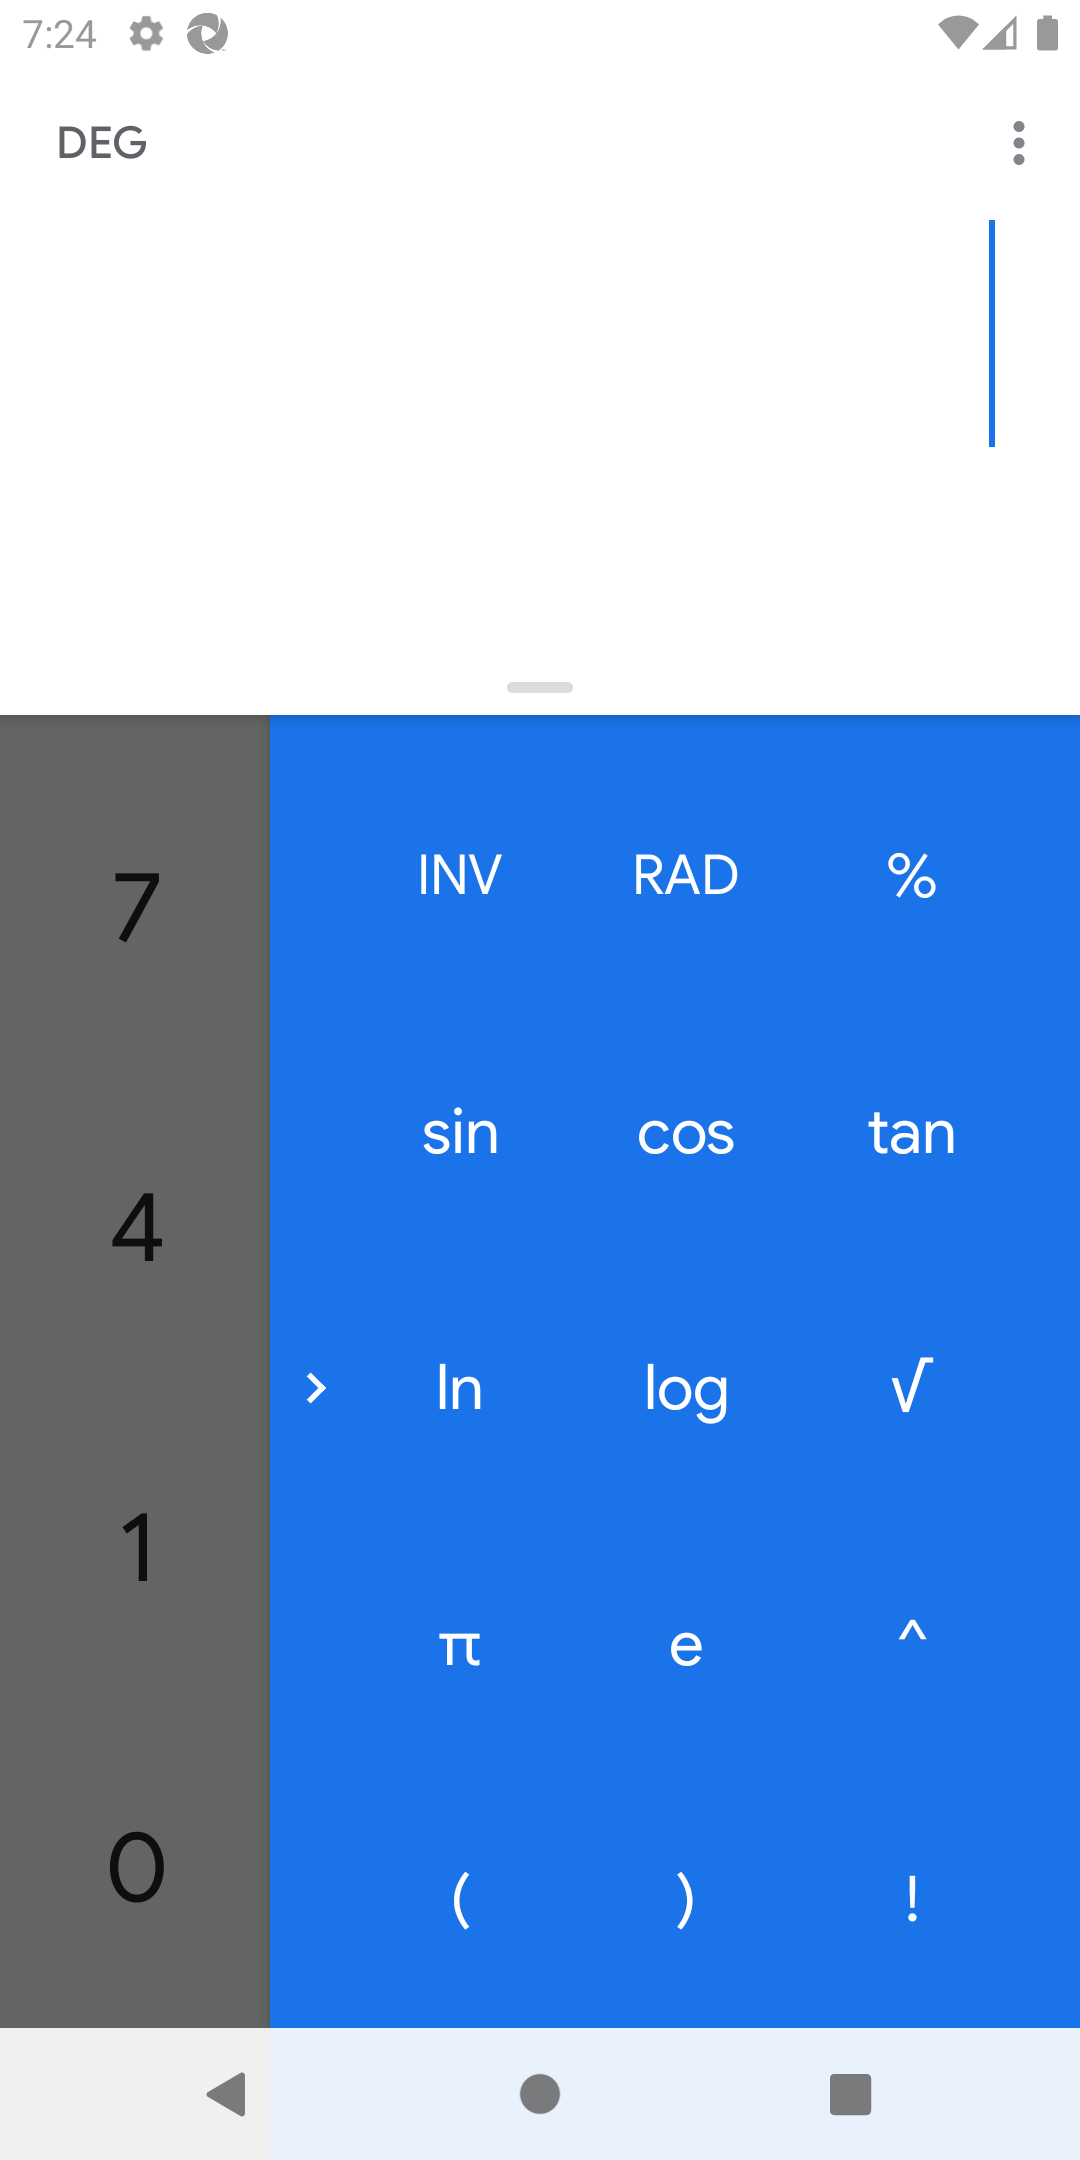 7:24
DEG
7
INV RAD %
4
sin cos tan
1
ln log √
0
π e ^
( ) !